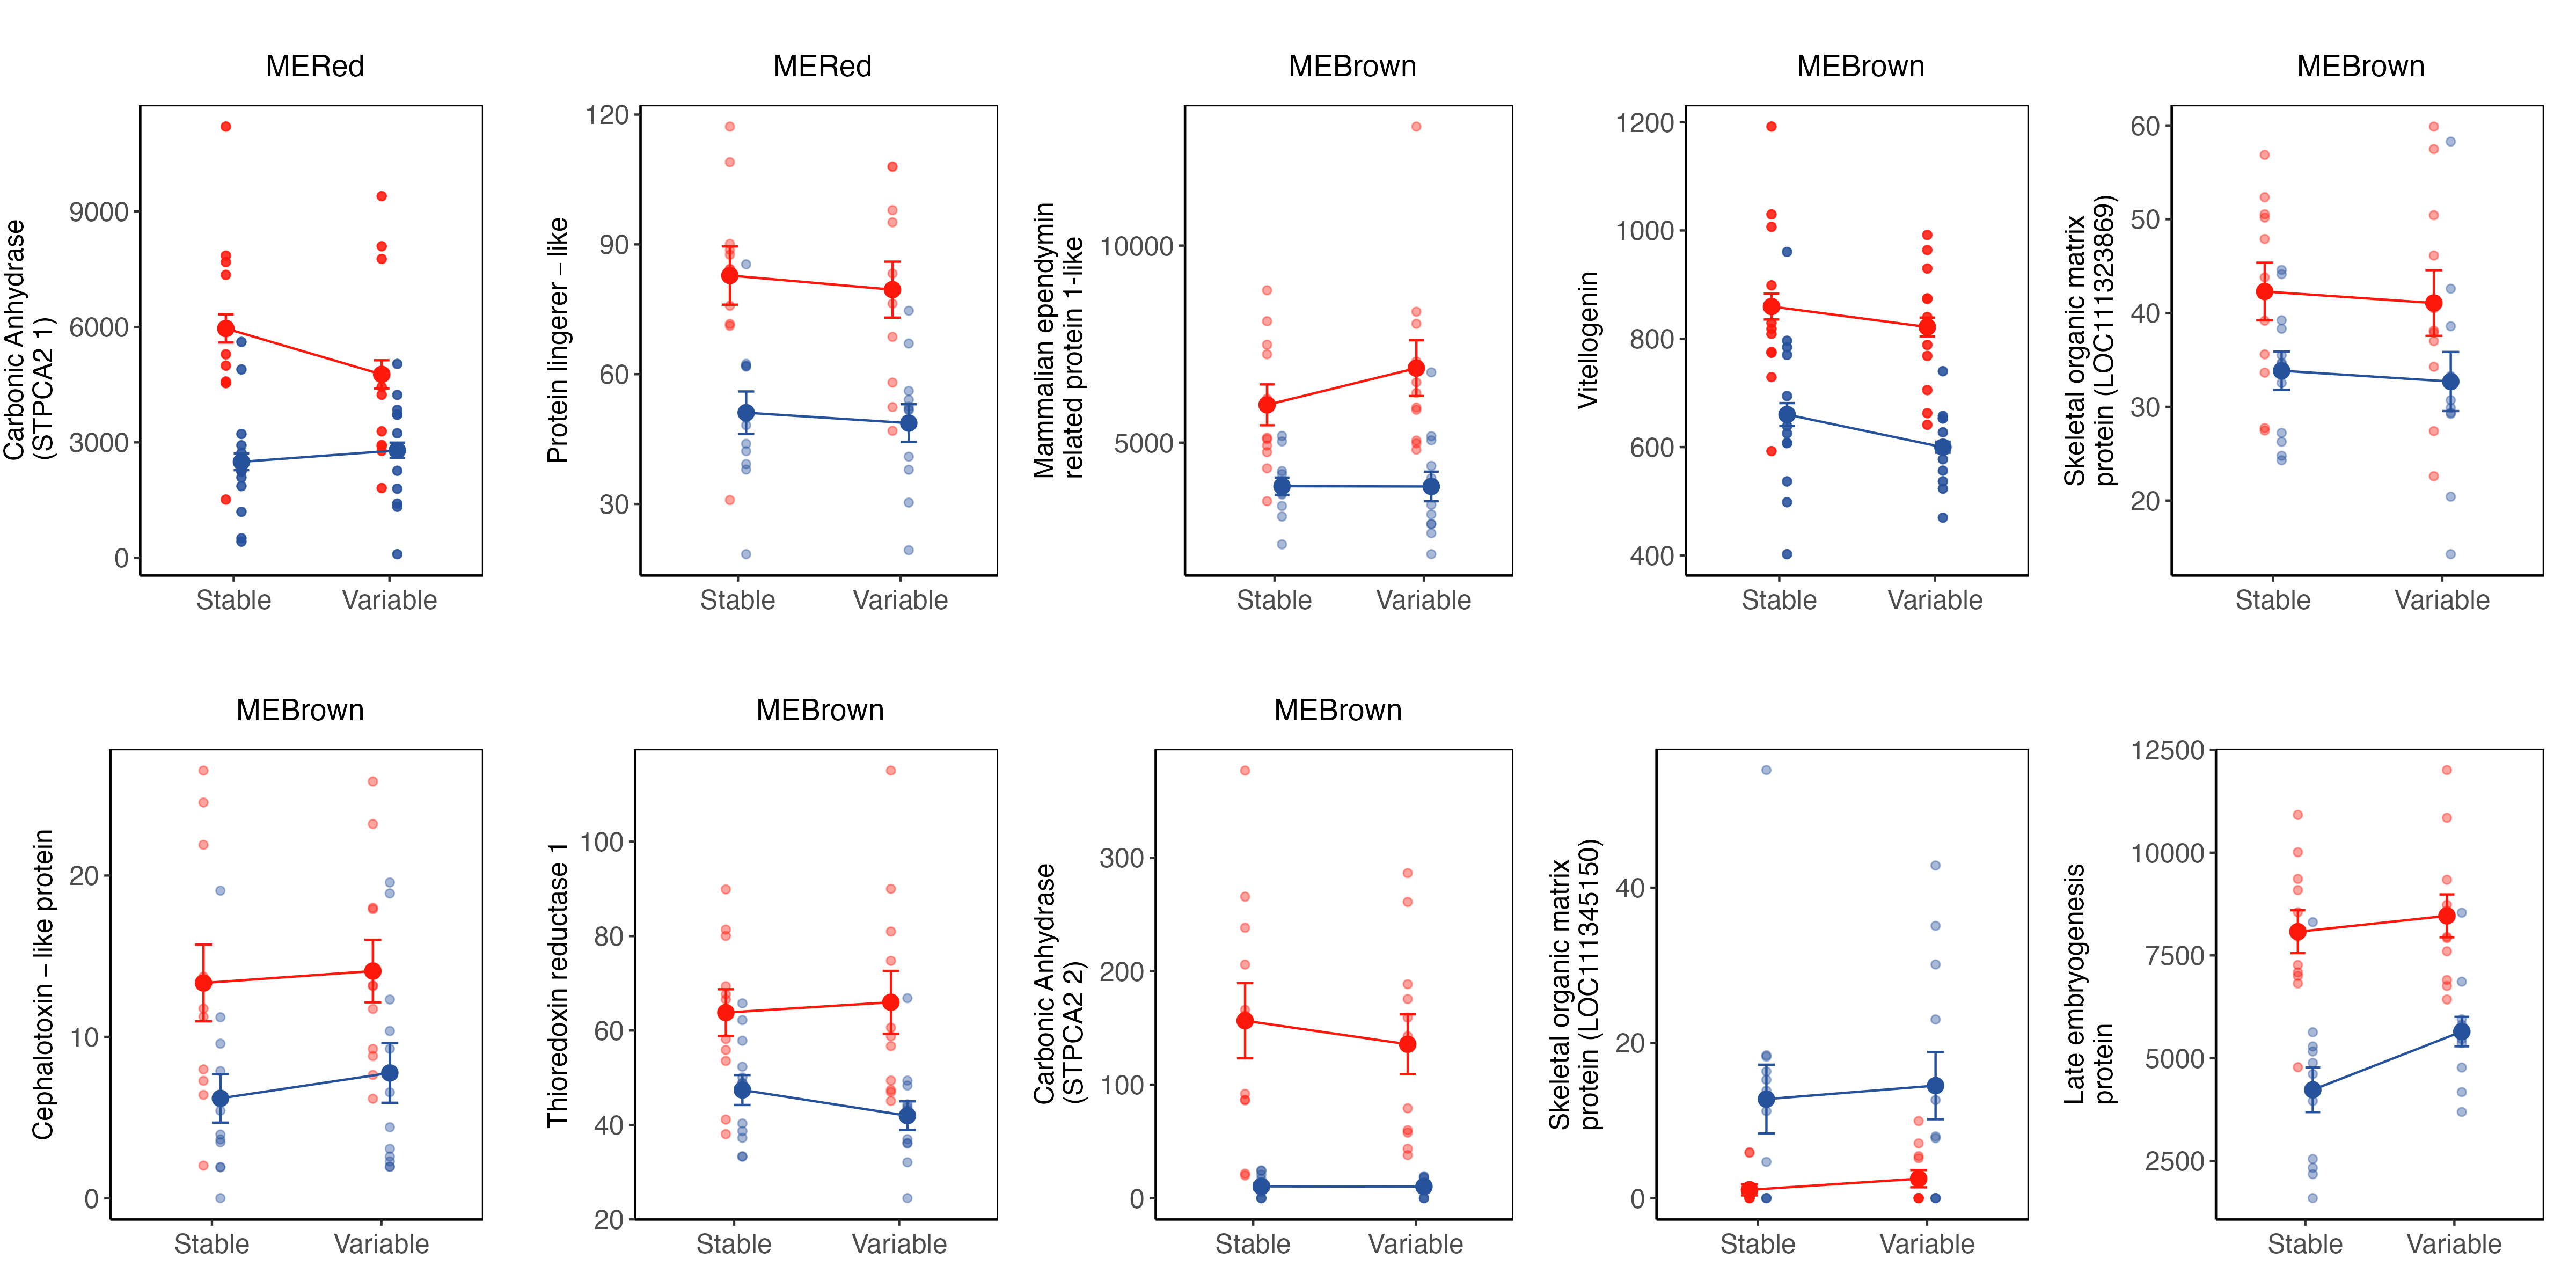 MERed
MERed
MEBrown
MEBrown
MEBrown
Carbonic Anhydrase
(STPCA2 1)
9000
6000
3000
0
Stable
Variable
Protein lingerer – like
120
90
60
30
Stable
Variable
Mammalian ependymin
related protein 1-like
10000
5000
Stable
Variable
Vitellogenin
1200
1000
800
600
400
Stable
Variable
Skeletal organic matrix
protein (LOC111323869)
60
50
40
30
20
Stable
Variable
MEBrown
MEBrown
MEBrown
Cephalotoxin – like protein
20
10
0
Stable
Variable
Thioredoxin reductase 1
100
80
60
40
20
Stable
Variable
Carbonic Anhydrase
(STPCA2 2)
300
200
100
0
Stable
Variable
Skeletal organic matrix
protein (LOC111345150)
40
20
0
Stable
Variable
Late embryogenesis
protein
12500
10000
7500
5000
2500
Stable
Variable